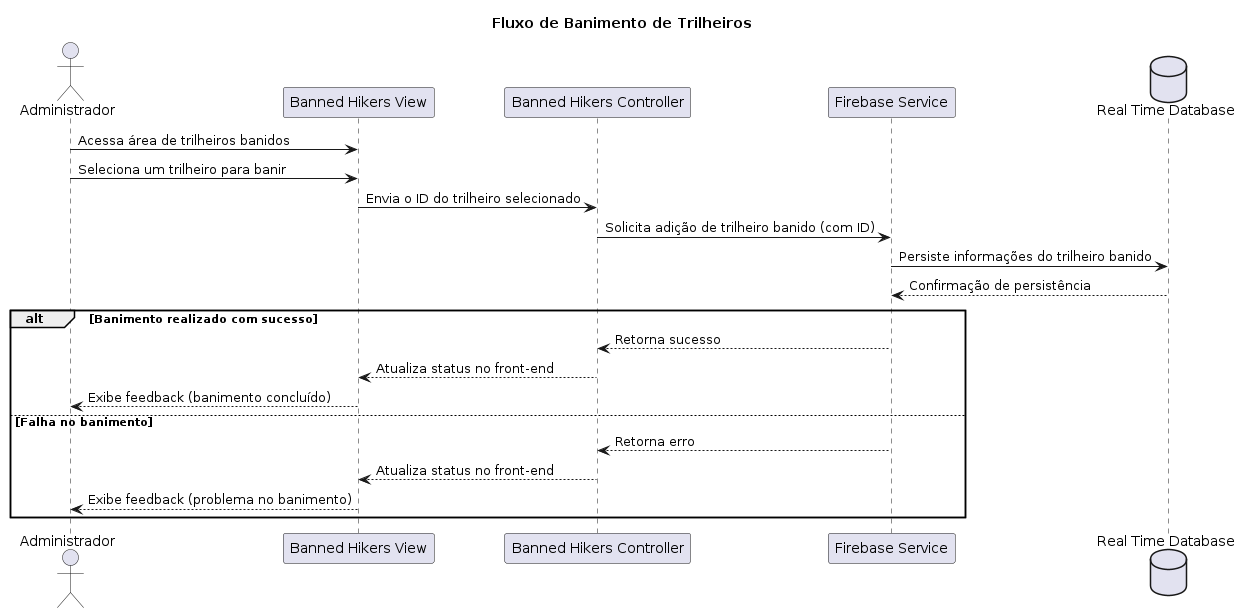 Fluxo de Banimento de Trilheiros
Administrador
Banned Hikers View
Banned Hikers Controller
Firebase Service
Real Time Database
Acessa área de trilheiros banidos
Seleciona um trilheiro para banir
Envia o ID do trilheiro selecionado
Solicita adição de trilheiro banido (com ID)
Persiste informações do trilheiro banido
Confirmação de persistência
alt [Banimento realizado com sucesso]
Retorna sucesso
Atualiza status no front-end
Exibe feedback (banimento concluído)
[Falha no banimento]
Retorna erro
Atualiza status no front-end
Exibe feedback (problema no banimento)
Administrador
Banned Hikers View
Banned Hikers Controller
Firebase Service
Real Time Database